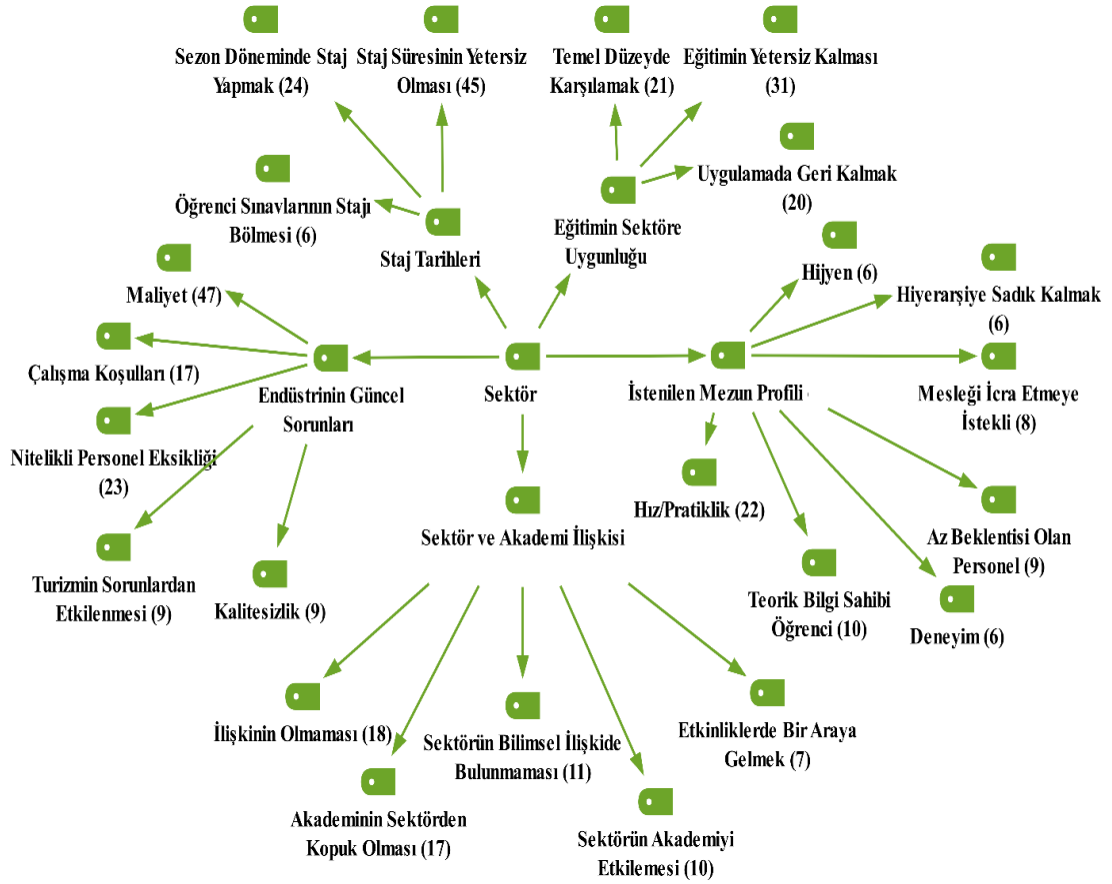 Sezon Döneminde Staj
Yapmak (24)
Staj Süresinin Yetersiz
Olması (45)
Temel Düzeyde
Karşılamak (21)
Eğitimin Yetersiz Kalması
(31)
Öğrenci Sınavlarının Stajı
Bölmesi (6)
Uygulamada Geri Kalmak
(20)
Staj Tarihleri
Eğitimin Sektöre
Uygunluğu
Maliyet (47)
Hijyen (6)
Hiyerarşiye Sadık Kalmak
(6)
Çalışma Koşulları (17)
Endüstrinin Güncel
Sorunları
Sektör
İstenilen Mezun Profili
Mesleği İcra Etmeye
İstekli (8)
Nitelikli Personel Eksikliği
(23)
Hız/Pratiklik (22)
Sektör ve Akademi İlişkisi
Az Beklentisi Olan
Personel (9)
Turizmin Sorunlardan
Etkilenmesi (9)
Kalitesizlik (9)
Teorik Bilgi Sahibi
Öğrenci (10)
Deneyim (6)
İlişkinin Olmaması (18)
Sektörün Bilimsel İlişkide
Bulunmaması (11)
Etkinliklerde Bir Araya
Gelmek (7)
Akademinin Sektörden
Kopuk Olması (17)
Sektörün Akademiyi
Etkilemesi (10)